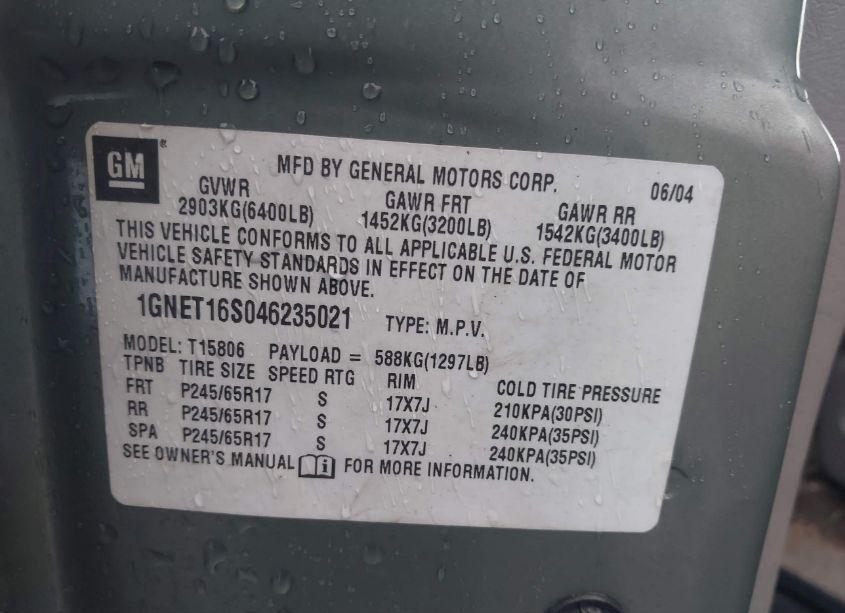 GM
MFD BY GENERAL MOTORS CORP. 06/04
GVWR GAWR FRT GAWR RR
2903KG(6400LB) 1452KG(3200LB) 1542KG(3400LB)
THIS VEHICLE CONFORMS TO ALL APPLICABLE U.S. FEDERAL MOTOR
VEHICLE SAFETY STANDARDS IN EFFECT ON THE DATE OF
MANUFACTURE SHOWN ABOVE.
1GNET16S046235021 TYPE: M.P.V.
MODEL: T15806 PAYLOAD = 588KG(1297LB)
TPNB TIRE SIZE SPEED RTG RIM COLD TIRE PRESSURE
FRT P245/65R17 S 17X7J 210KPA(30PSI)
RR P245/65R17 S 17X7J 240KPA(35PSI)
SPA P245/65R17 S 17X7J 240KPA(35PSI)
SEE OWNER'S MANUAL i FOR MORE INFORMATION.